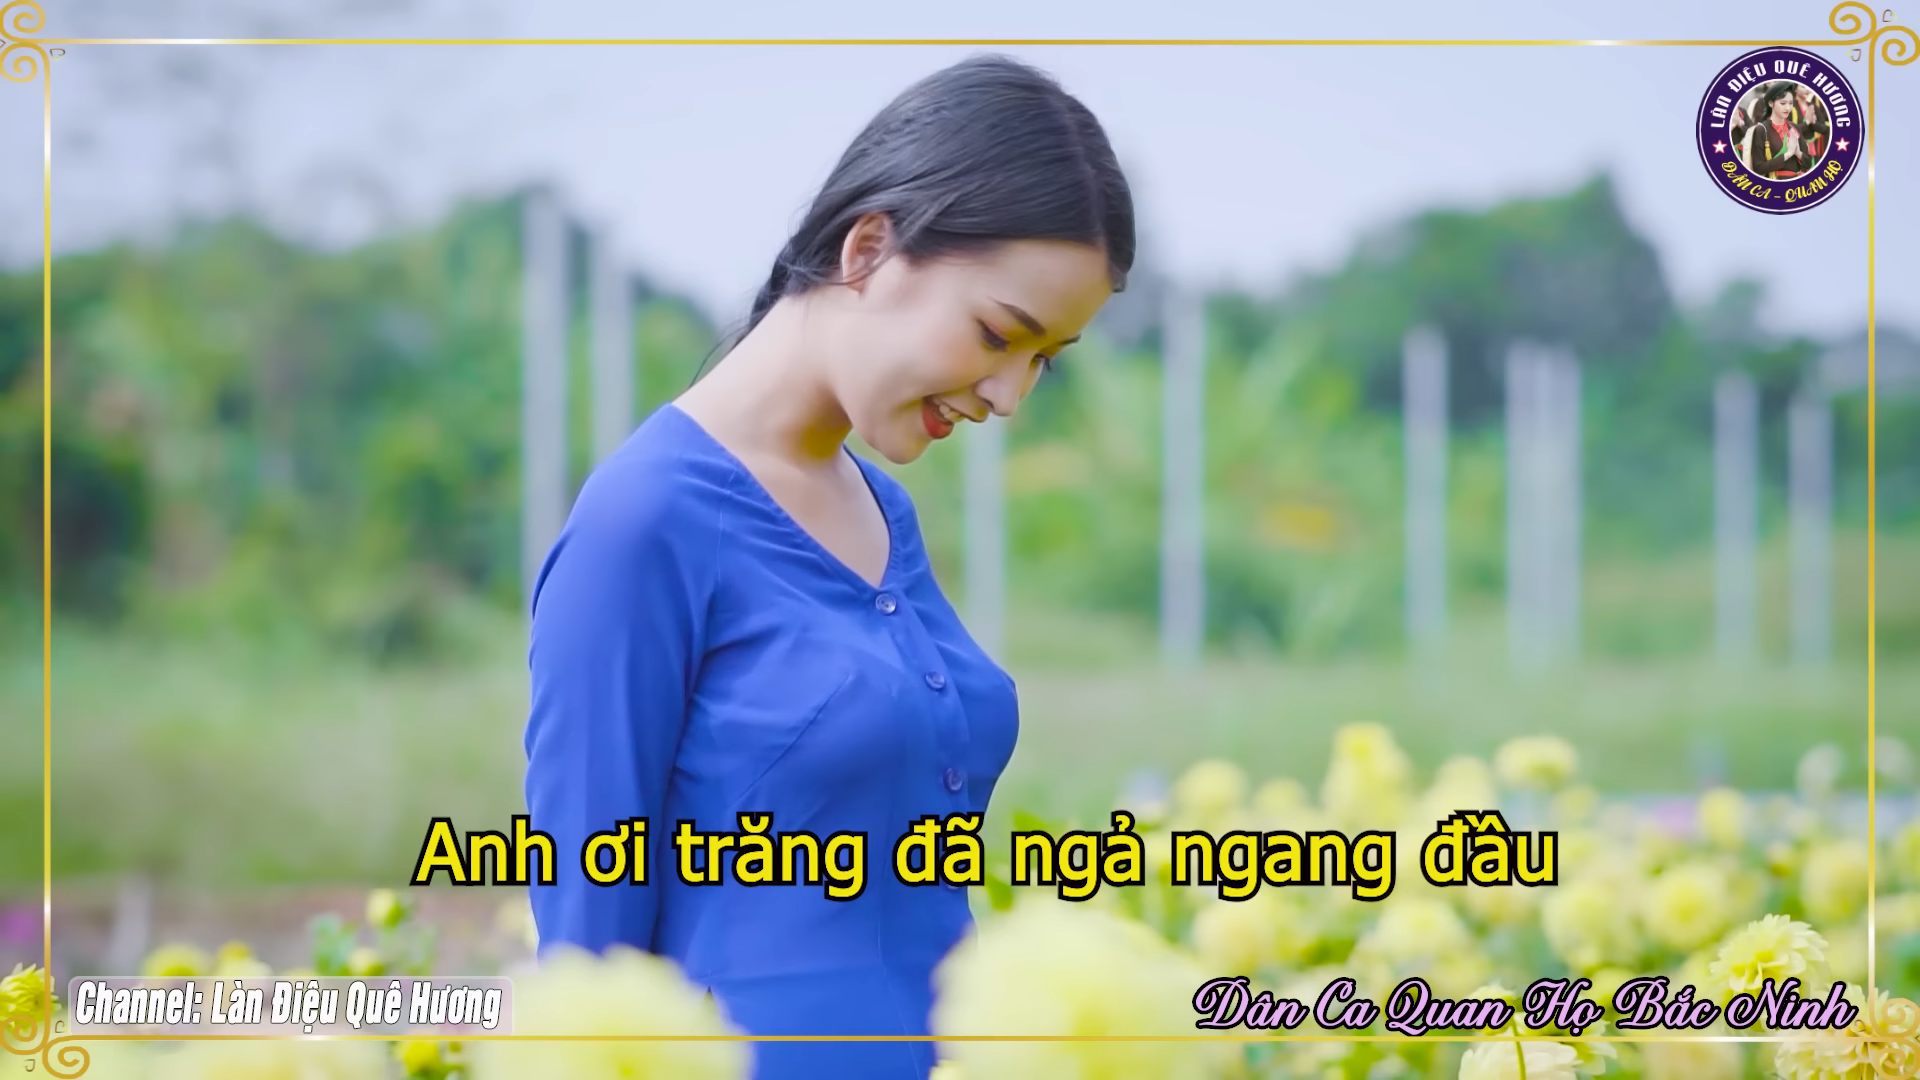 LÀN ĐIỆU QUÊ HƯƠNG
DÂN CA - QUAN HỌ
Anh ơi trăng đã ngả ngang đầu
Channel: Làn Điệu Quê Hương
Dân Ca Quan Họ Bắc Ninh